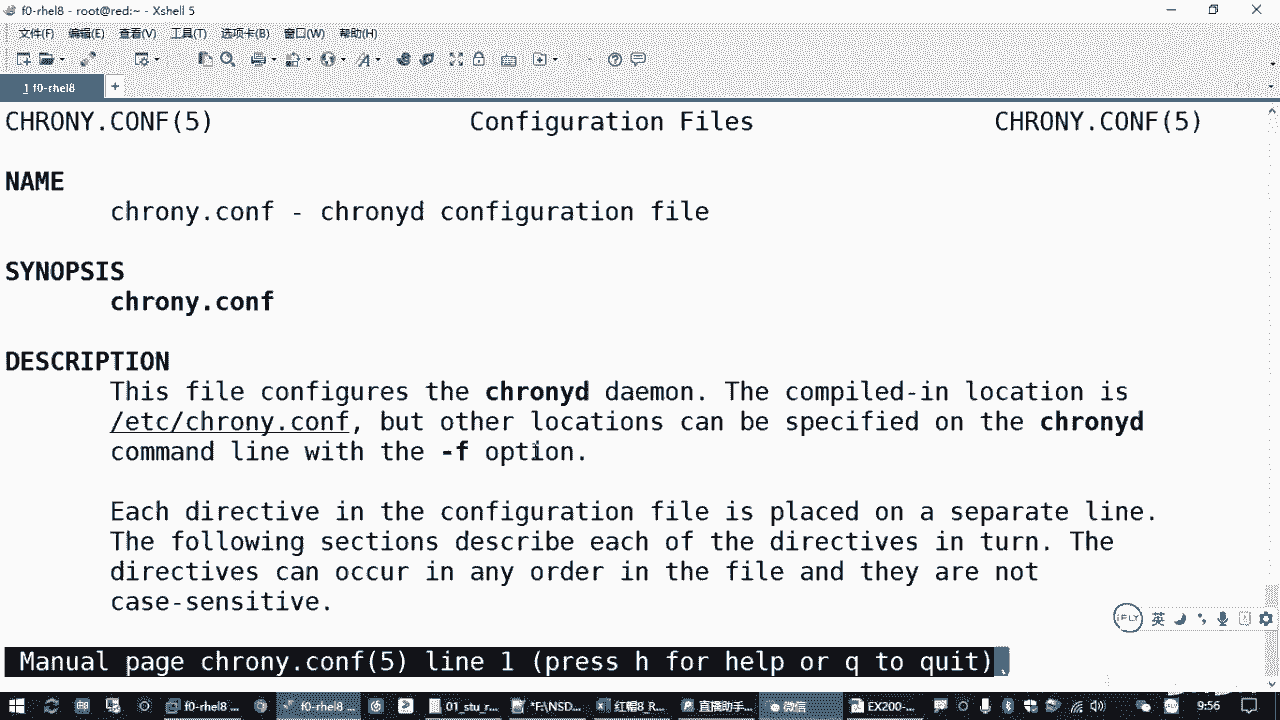 f0-rhel8 - root@red:~ - Xshell 5
文件(F) 编辑(E) 查看(V) 工具(T) 选项卡(B) 窗口(W) 帮助(H)
1 f0-rhel8 +
CHRONY.CONF(5) Configuration Files CHRONY.CONF(5)
NAME
chrony.conf - chronyd configuration file
SYNOPSIS
chrony.conf
DESCRIPTION
This file configures the chronyd daemon. The compiled-in location is
/etc/chrony.conf, but other locations can be specified on the chronyd
command line with the -f option.
Each directive in the configuration file is placed on a separate line.
The following sections describe each of the directives in turn. The
directives can occur in any order in the file and they are not
case-sensitive.
iFLY 英
Manual page chrony.conf(5) line 1 (press h for help or q to quit)
f0-rhel8 ... f0-rhel8 ... 01_stu_r... *F:\NSD... 红帽8_R... 直播助手... 微信 EX200-... 9:56